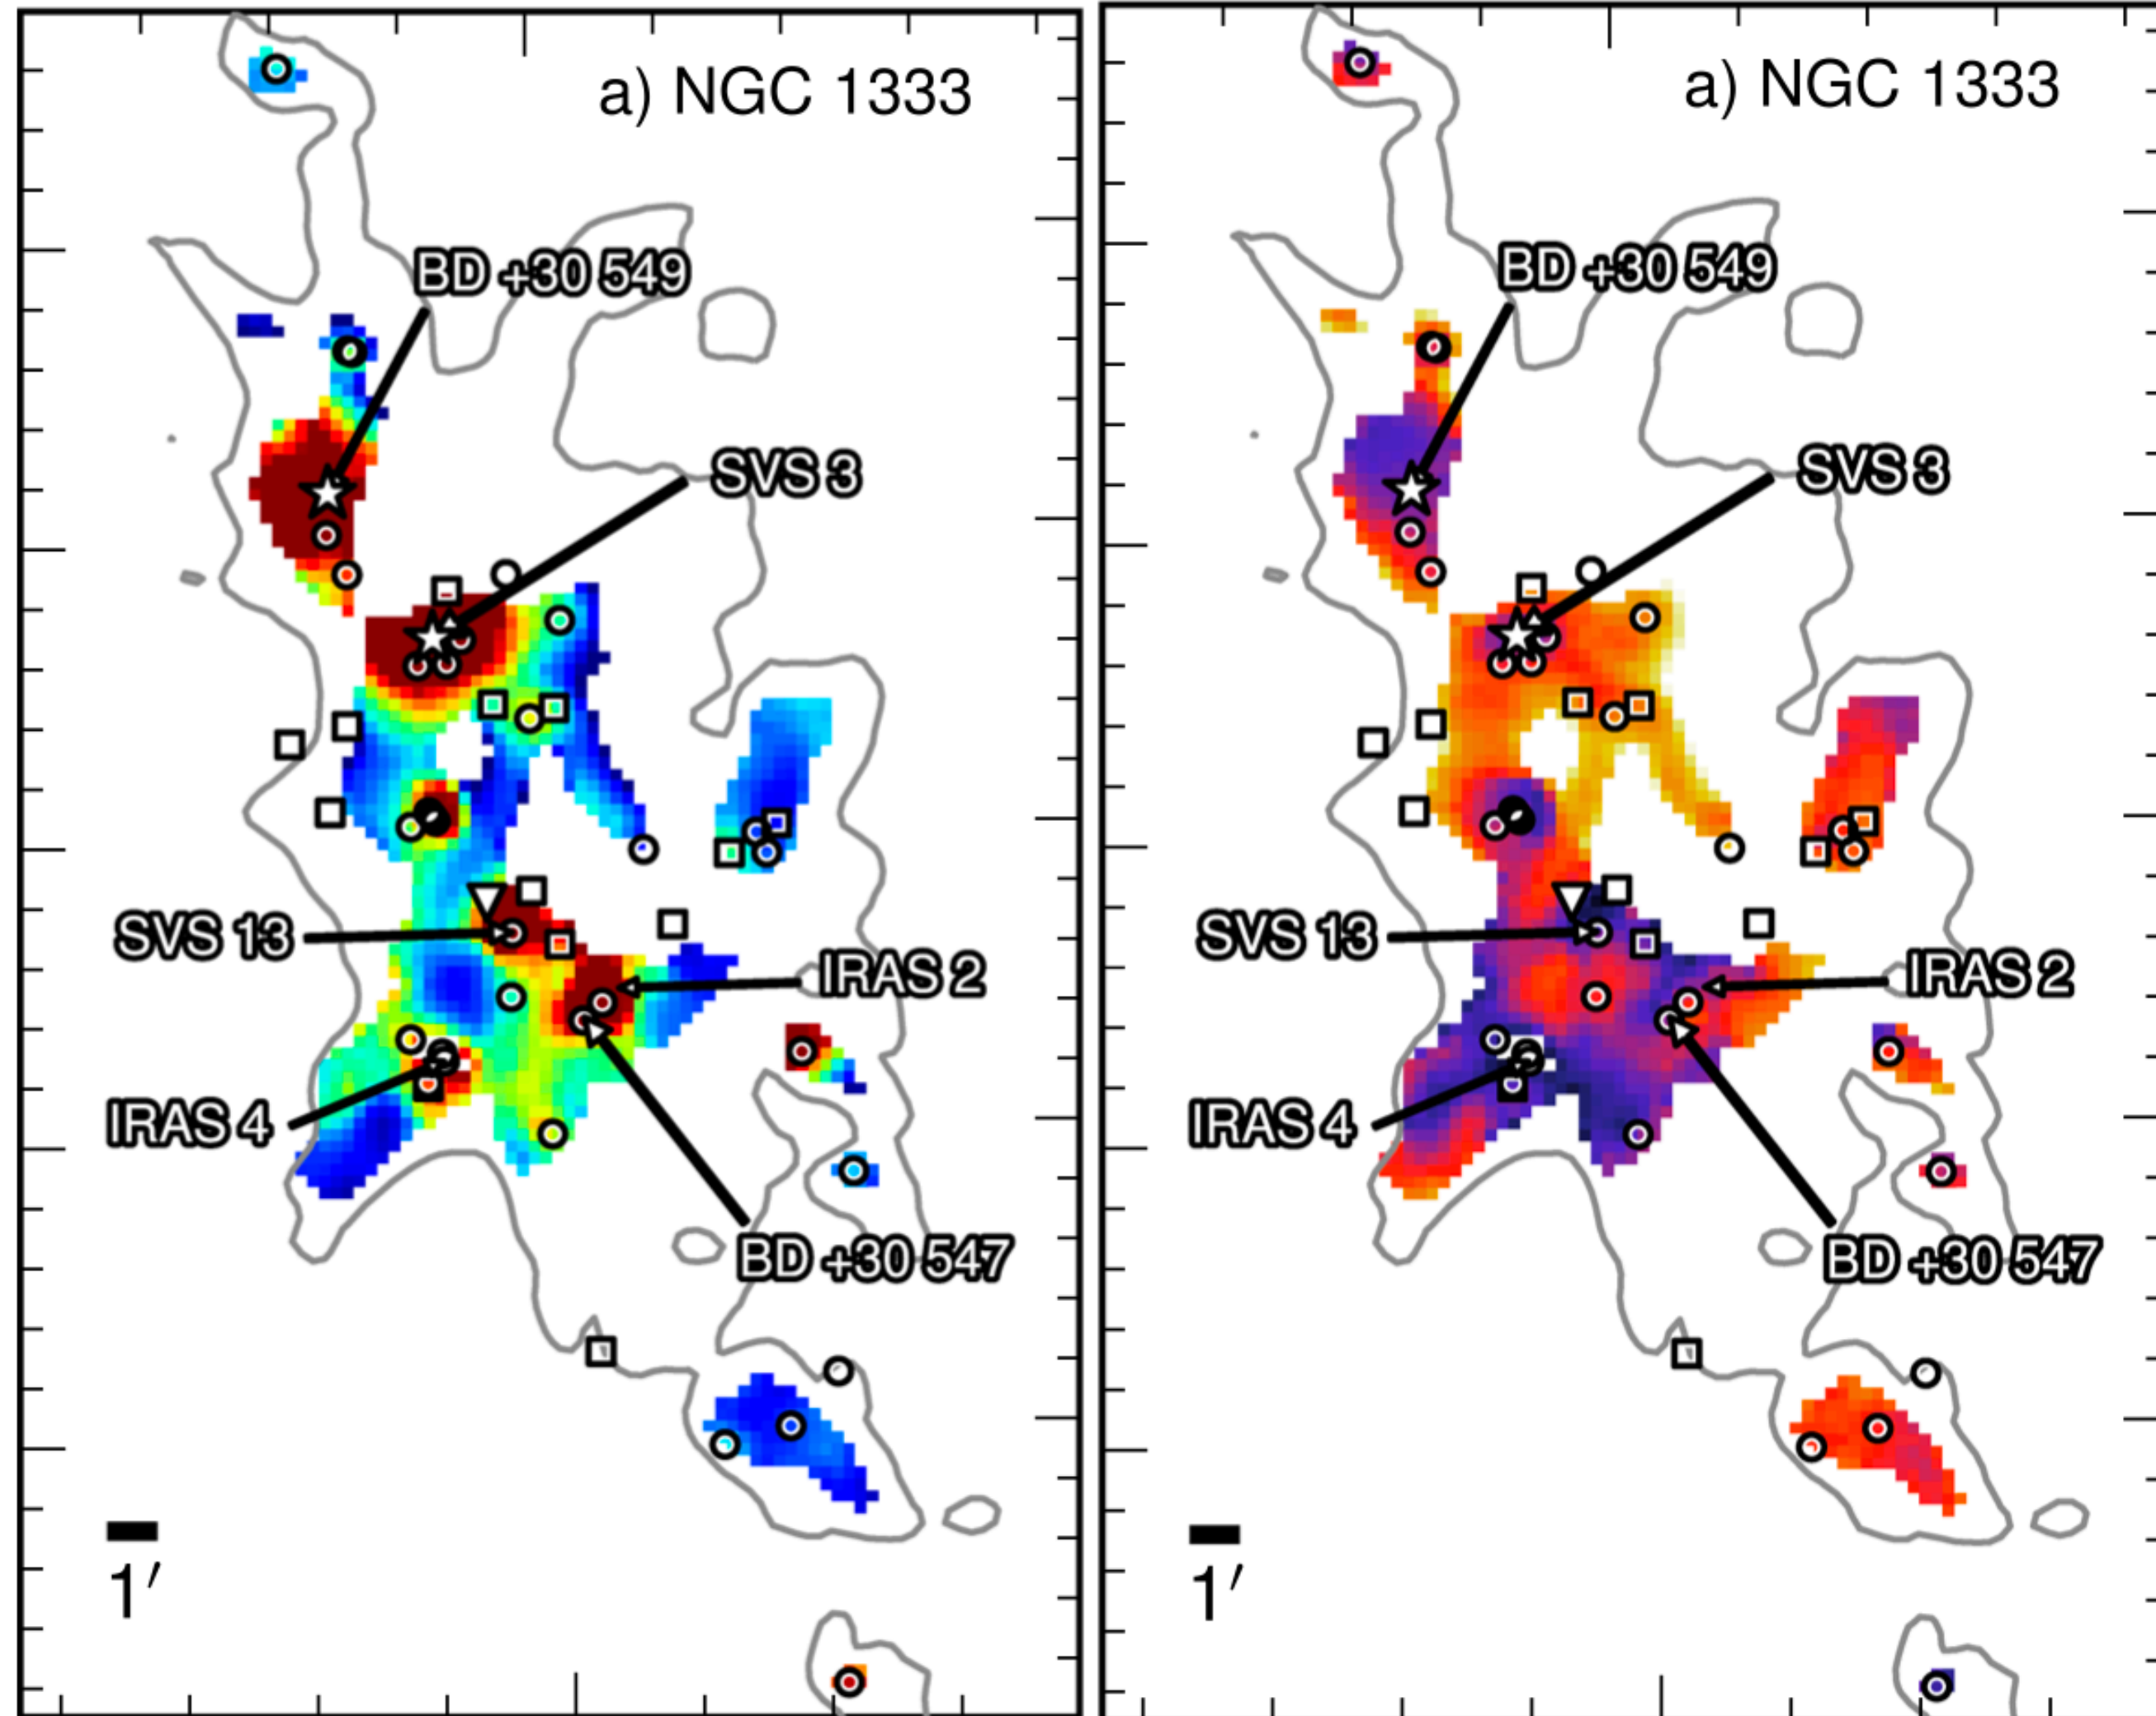 a) NGC 1333
BD +30 549
SVS 3
SVS 13
IRAS 2
IRAS 4
BD +30 547
1′
a) NGC 1333
BD +30 549
SVS 3
SVS 13
IRAS 2
IRAS 4
BD +30 547
1′